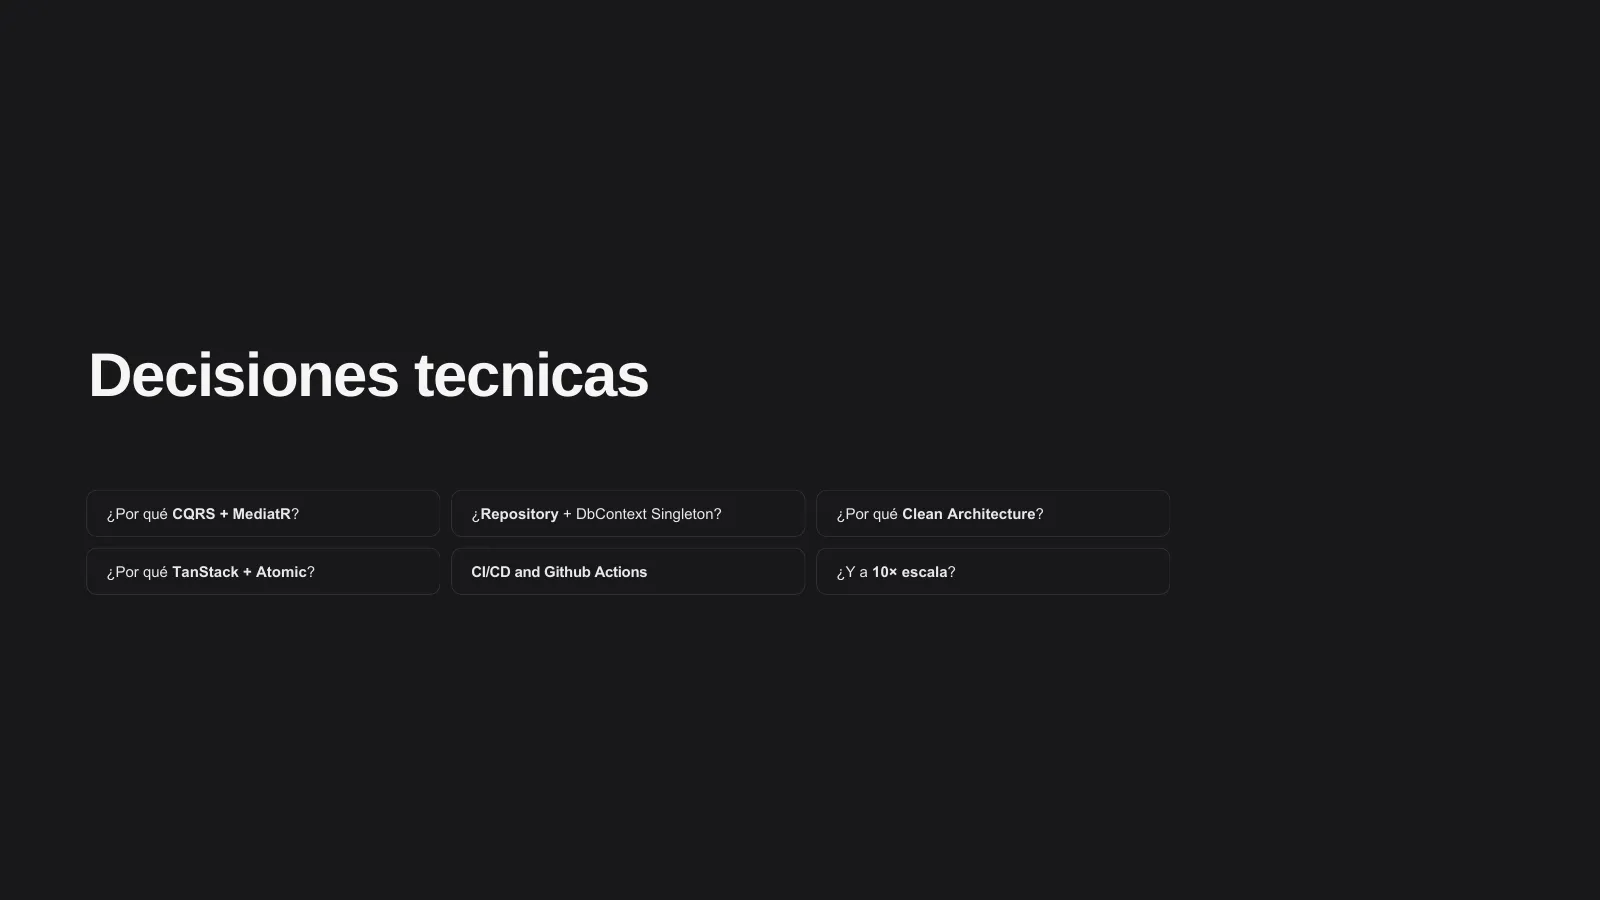 Decisiones tecnicas
¿Por qué CQRS + MediatR?
¿Repository + DbContext Singleton?
¿Por qué Clean Architecture?
¿Por qué TanStack + Atomic?
CI/CD and Github Actions
¿Y a 10× escala?